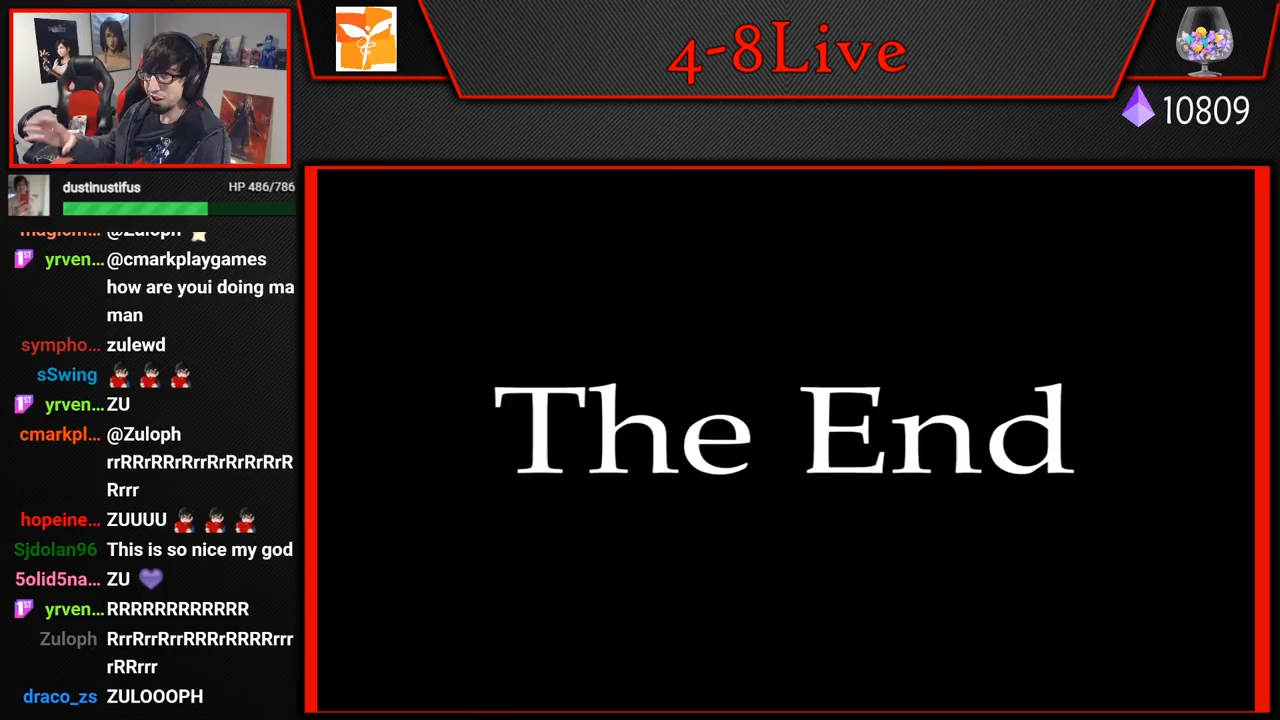 4-8Live
10809
dustinustifus HP 486/786
@Zuloph
yrven… @cmarkplaygames
how are youi doing ma
man
sympho… zulewd
sSwing
yrven… ZU
cmarkpl… @Zuloph
rrRRrRRrRrrRrRrRrRrR
Rrrr
hopeine… ZUUUU
Sjdolan96 This is so nice my god
5olid5na… ZU
yrven… RRRRRRRRRRRR
Zuloph RrrRrrRrrRRRrRRRRrrr
rRRrrr
draco_zs ZULOOOPH
The End